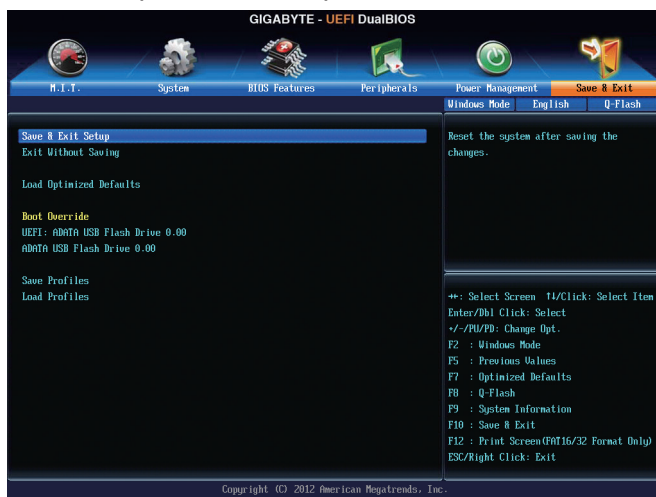 GIGABYTE - UEFI DualBIOS
M.I.T. System BIOS Features Peripherals Power Management Save & Exit
Windows Mode English Q-Flash
Save & Exit Setup
Exit Without Saving
Load Optimized Defaults
Boot Override
UEFI: ADATA USB Flash Drive 0.00
ADATA USB Flash Drive 0.00
Save Profiles
Load Profiles
Reset the system after saving the
changes.
→←: Select Screen ↑↓/Click: Select Item
Enter/Dbl Click: Select
+/-/PU/PD: Change Opt.
F2 : Windows Mode
F5 : Previous Values
F7 : Optimized Defaults
F8 : Q-Flash
F9 : System Information
F10 : Save & Exit
F12 : Print Screen(FAT16/32 Format Only)
ESC/Right Click: Exit
Copyright (C) 2012 American Megatrends, Inc.